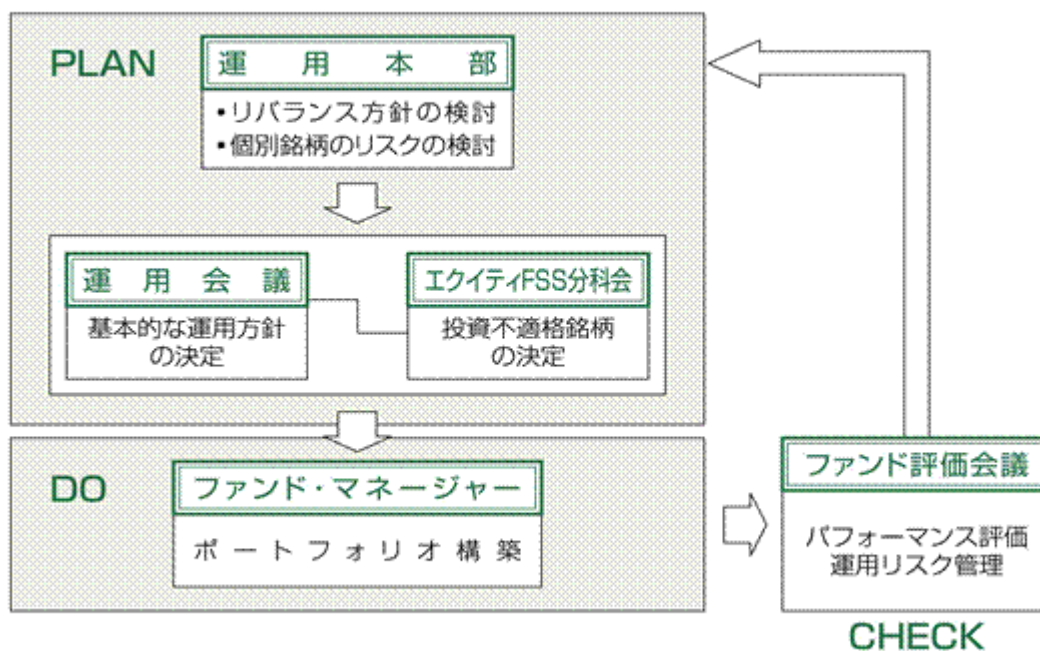 PLAN
運用本部
・リバランス方針の検討
・個別銘柄のリスクの検討
運用会議
基本的な運用方針
の決定
エクイティFSS分科会
投資不適格銘柄
の決定
DO
ファンド・マネージャー
ポートフォリオ構築
ファンド評価会議
パフォーマンス評価
運用リスク管理
CHECK